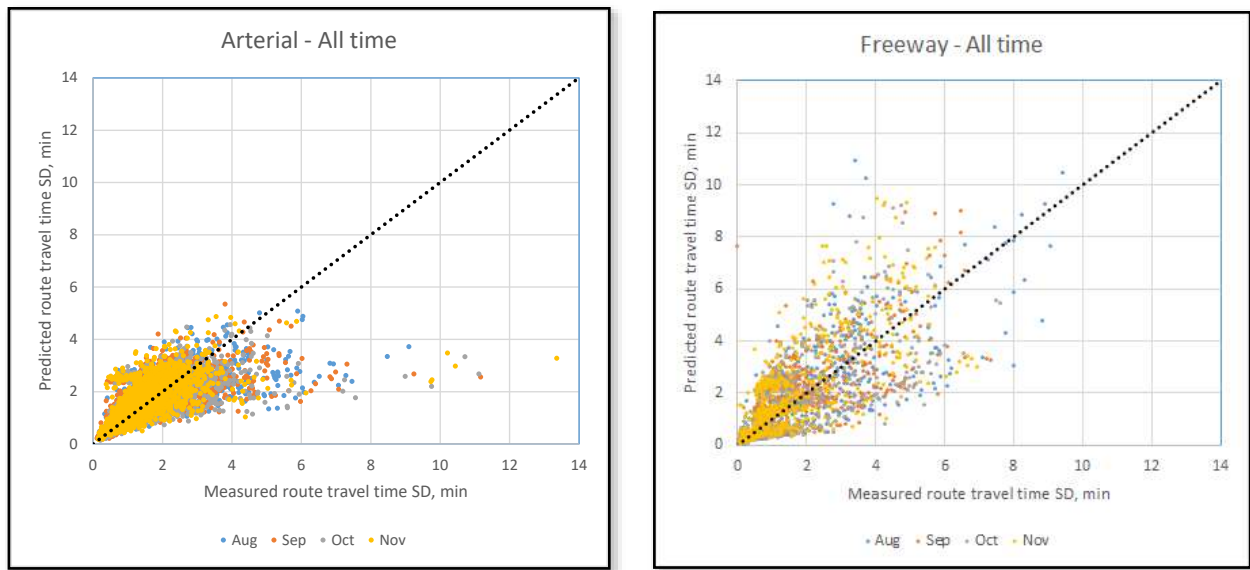 Arterial - All time
14
12
10
8
6
4
2
0
0 2 4 6 8 10 12 14
Predicted route travel time SD, min
Measured route travel time SD, min
Aug Sep Oct Nov
Freeway - All time
14
12
10
8
6
4
2
0
0 2 4 6 8 10 12 14
Predicted route travel time SD, min
Measured route travel time SD, min
Aug Sep Oct Nov